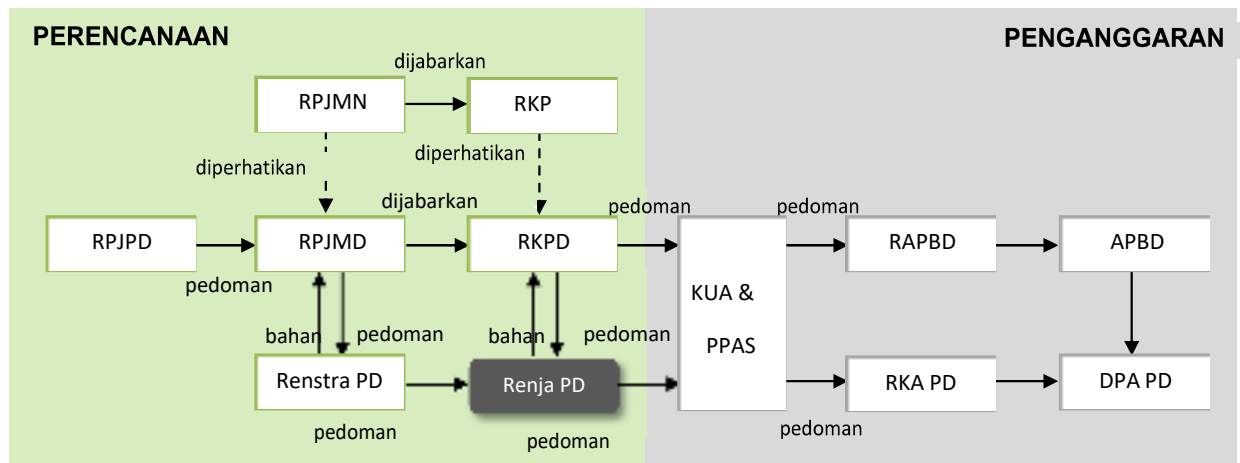 PERENCANAAN
PENGANGGARAN
dijabarkan
RPJMN
RKP
diperhatikan
diperhatikan
dijabarkan
pedoman
pedoman
RPJPD
RPJMD
RKPD
RAPBD
APBD
pedoman
KUA &
PPAS
bahan
pedoman
bahan
pedoman
Renstra PD
Renja PD
RKA PD
DPA PD
pedoman
pedoman
pedoman